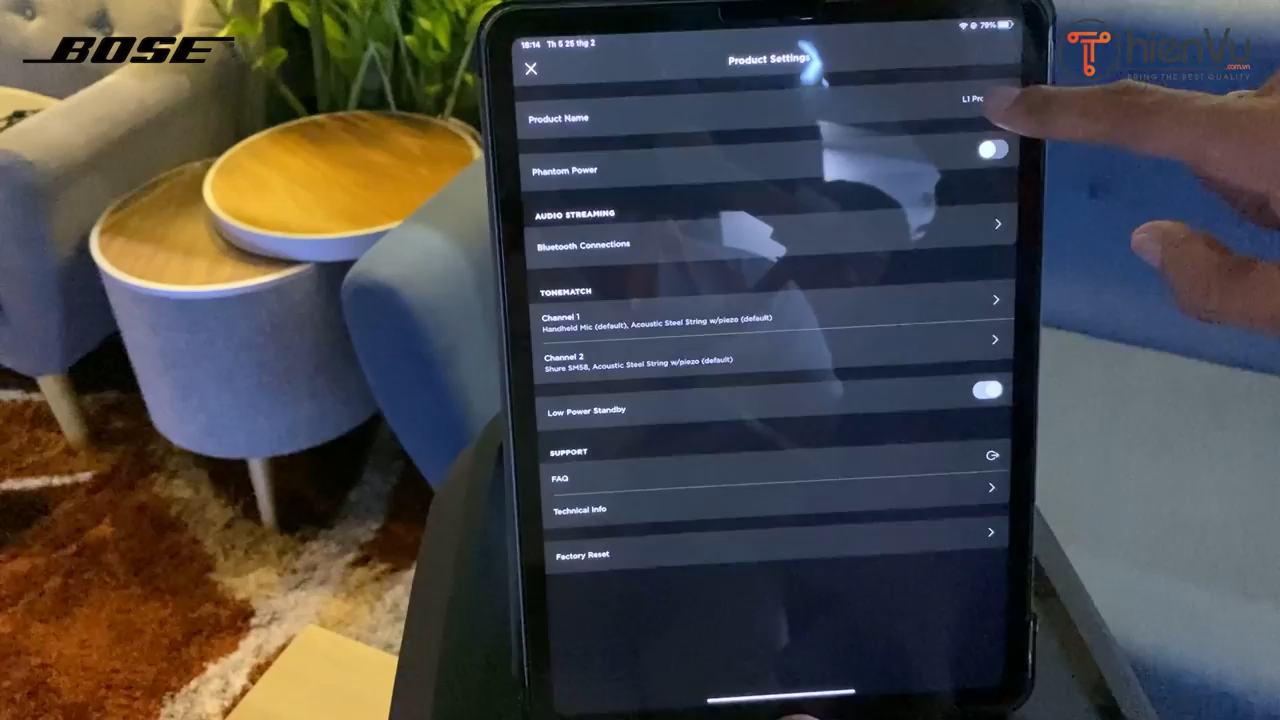 BOSE
ThienVu
.com.vn
BRING THE BEST QUALITY
18:14 Th 5 25 thg 2
79%
Product Settings
Product Name
L1 Pro
Phantom Power
AUDIO STREAMING
Bluetooth Connections
TONEMATCH
Channel 1
Handheld Mic (default), Acoustic Steel String w/piezo (default)
Channel 2
Shure SM58, Acoustic Steel String w/piezo (default)
Low Power Standby
SUPPORT
FAQ
Technical Info
Factory Reset